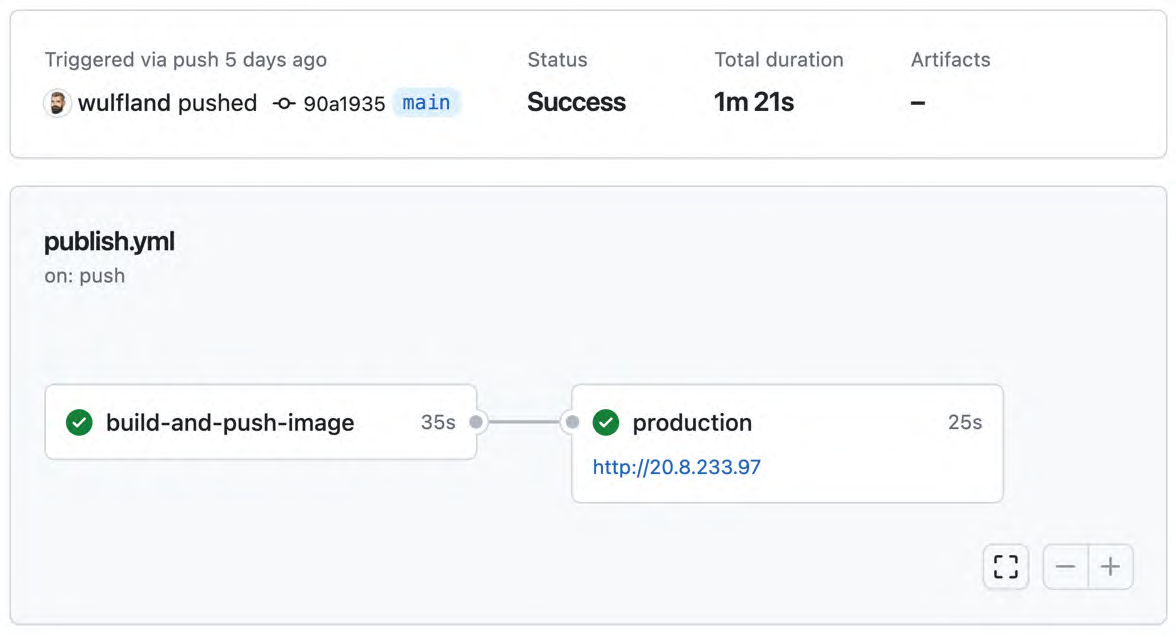 Triggered via push 5 days ago
wulfland pushed 90a1935 main
Status
Success
Total duration
1m 21s
Artifacts
–
publish.yml
on: push
build-and-push-image 35s
production 25s
http://20.8.233.97